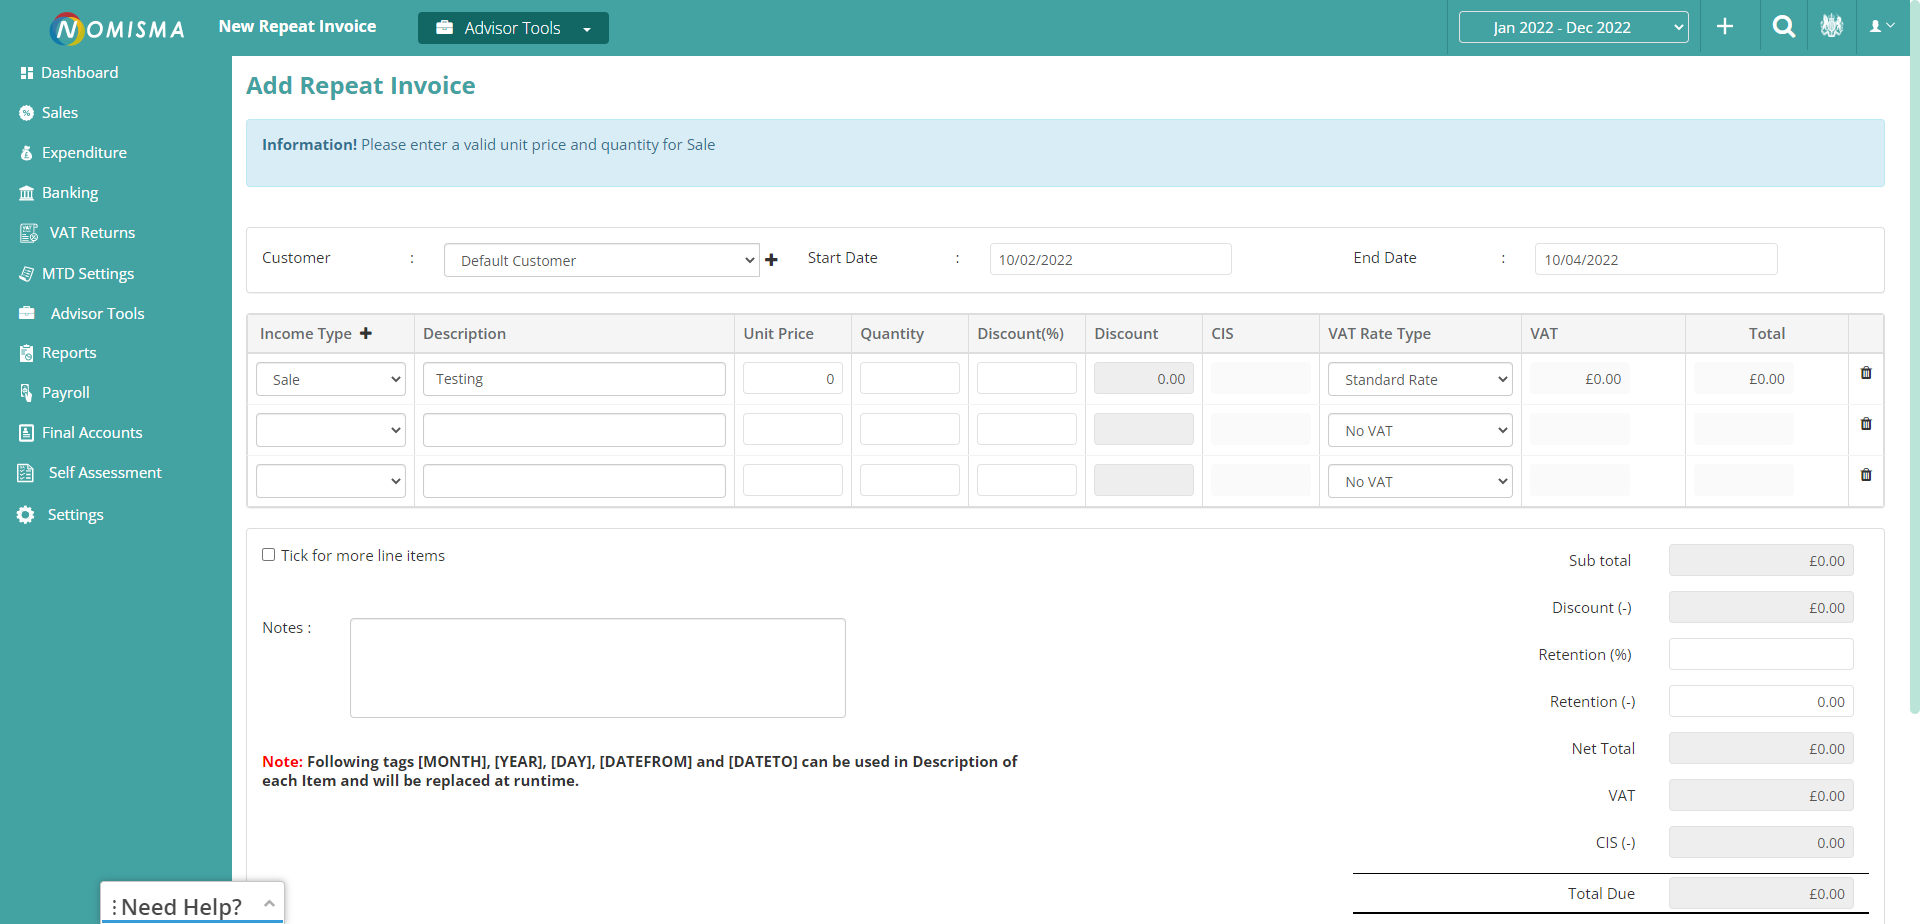 NOMISMA
New Repeat Invoice
Advisor Tools
Jan 2022 - Dec 2022
Dashboard
Sales
Expenditure
Banking
VAT Returns
MTD Settings
Advisor Tools
Reports
Payroll
Final Accounts
Self Assessment
Settings
Add Repeat Invoice
Information! Please enter a valid unit price and quantity for Sale
Customer : Default Customer Start Date : 10/02/2022 End Date : 10/04/2022
Income Type Description Unit Price Quantity Discount(%) Discount CIS VAT Rate Type VAT Total
Sale Testing 0 0.00 Standard Rate £0.00 £0.00
No VAT
No VAT
Tick for more line items
Notes :
Note: Following tags [MONTH], [YEAR], [DAY], [DATEFROM] and [DATETO] can be used in Description of
each Item and will be replaced at runtime.
Sub total £0.00
Discount (-) £0.00
Retention (%)
Retention (-) 0.00
Net Total £0.00
VAT £0.00
CIS (-) 0.00
Total Due £0.00
Need Help?